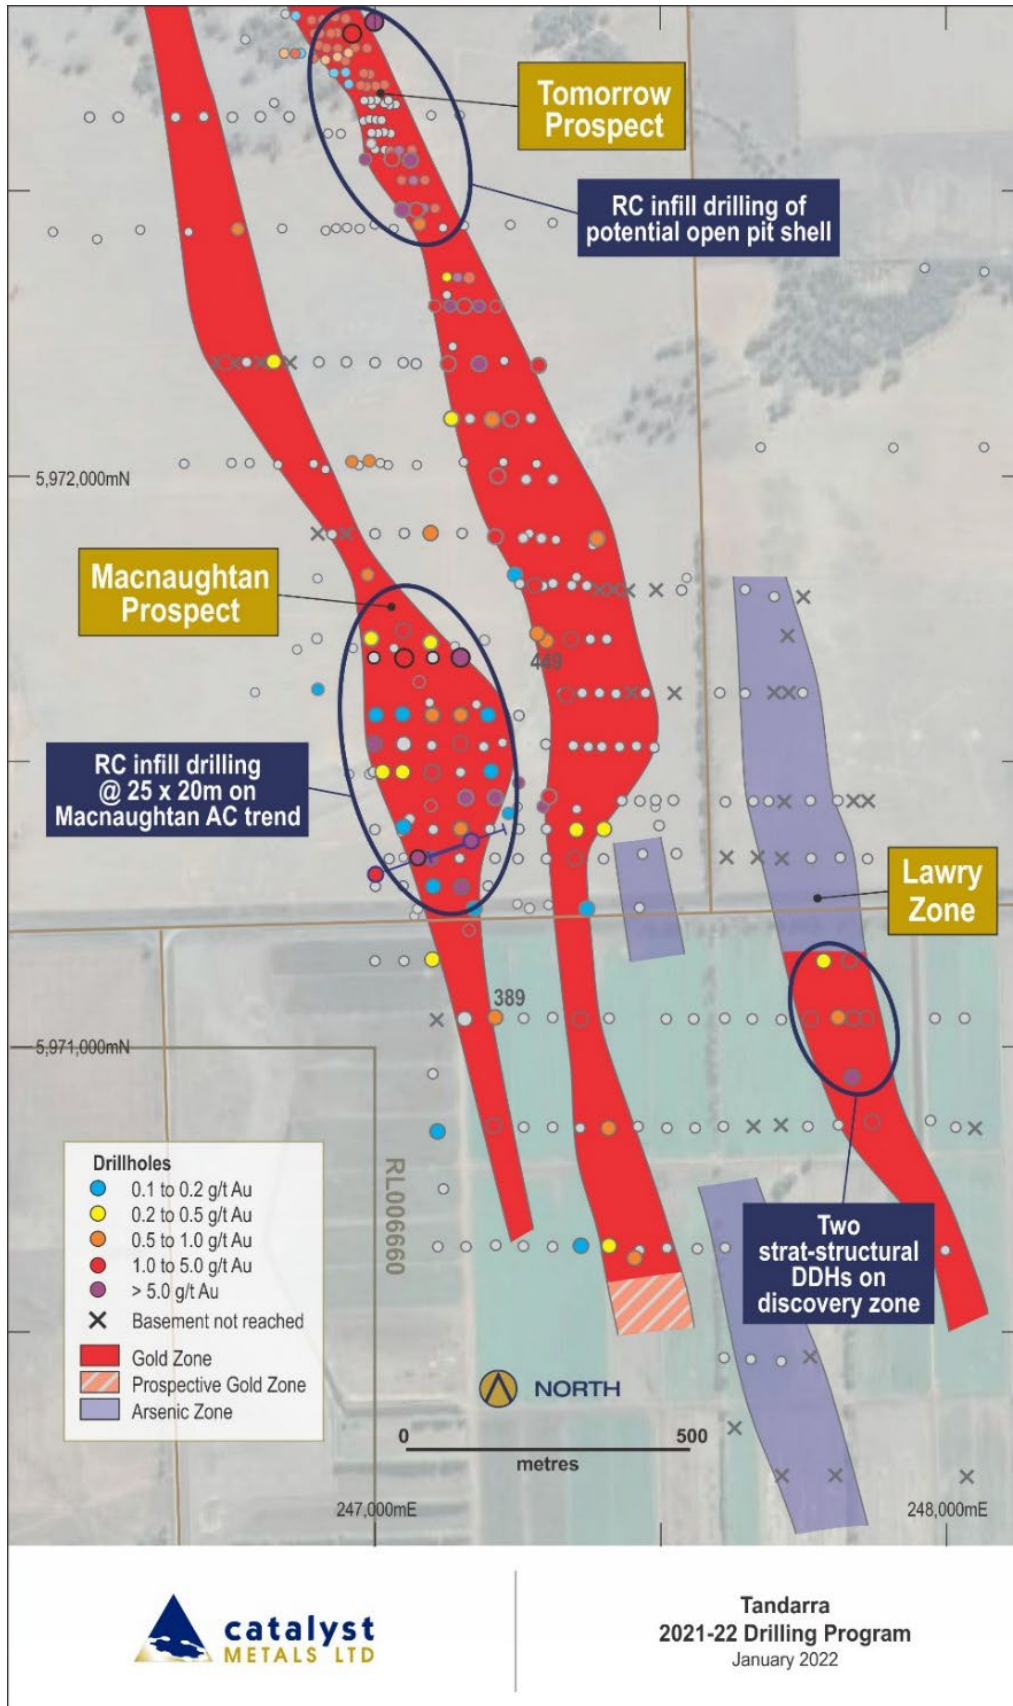 Tomorrow
Prospect
RC infill drilling of
potential open pit shell
5,972,000mN
Macnaughtan
Prospect
449
RC infill drilling
@ 25 x 20m on
Macnaughtan AC trend
Lawry
Zone
389
5,971,000mN
Drillholes
0.1 to 0.2 g/t Au
0.2 to 0.5 g/t Au
0.5 to 1.0 g/t Au
1.0 to 5.0 g/t Au
> 5.0 g/t Au
Basement not reached
Gold Zone
Prospective Gold Zone
Arsenic Zone
RL006660
Two
strat-structural
DDHs on
discovery zone
NORTH
0 500
metres
247,000mE 248,000mE
catalyst
METALS LTD
Tandarra
2021-22 Drilling Program
January 2022